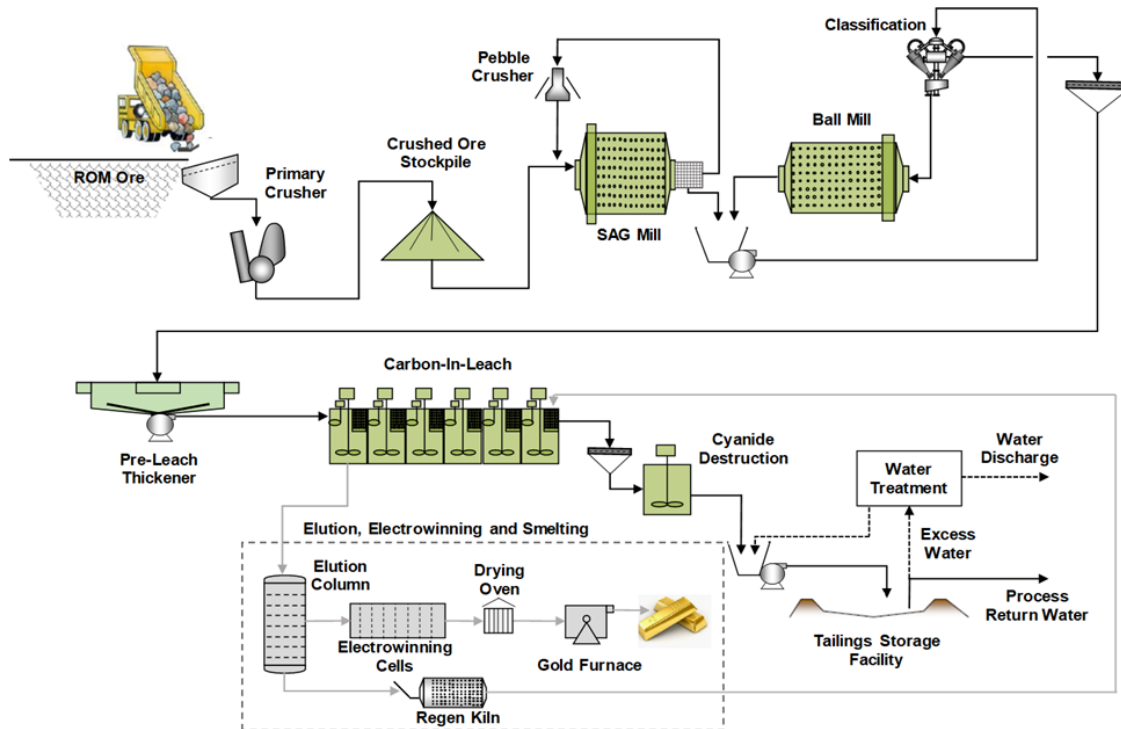 Classification
Pebble
Crusher
Ball Mill
Crushed Ore
Stockpile
ROM Ore
Primary
Crusher
SAG Mill
Carbon-In-Leach
Pre-Leach
Thickener
Cyanide
Destruction
Water
Discharge
Water
Treatment
Excess
Water
Process
Return Water
Tailings Storage
Facility
Elution, Electrowinning and Smelting
Elution
Column
Drying
Oven
Electrowinning
Cells
Gold Furnace
Regen Kiln